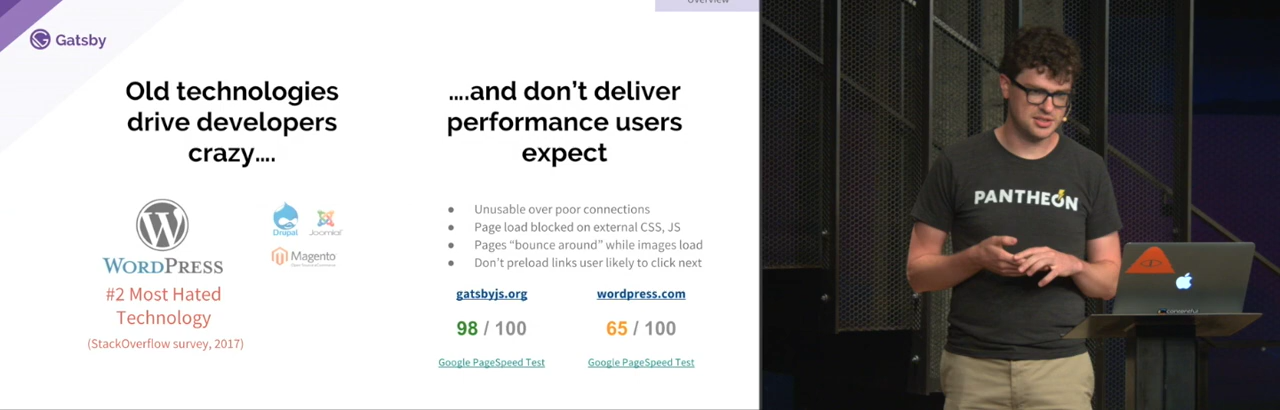 Overview
Gatsby
Old technologies
drive developers
crazy....
WORDPRESS
Drupal
Joomla!
Magento
#2 Most Hated
Technology
(StackOverflow survey, 2017)
....and don't deliver
performance users
expect
● Unusable over poor connections
● Page load blocked on external CSS, JS
● Pages “bounce around” while images load
● Don't preload links user likely to click next
gatsbyjs.org
98 / 100
Google PageSpeed Test
wordpress.com
65 / 100
Google PageSpeed Test
PANTHEON